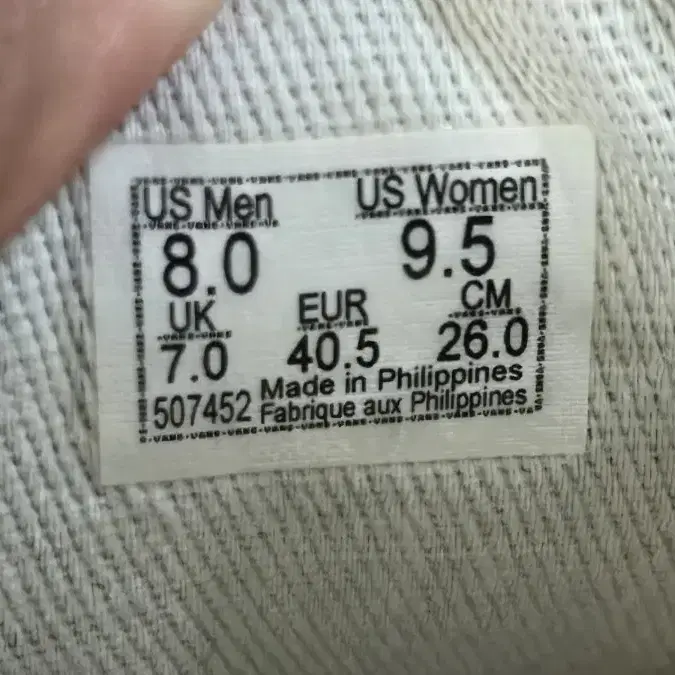 US Men US Women
8.0 9.5
UK EUR CM
7.0 40.5 26.0
Made in Philippines
507452 Fabrique aux Philippines